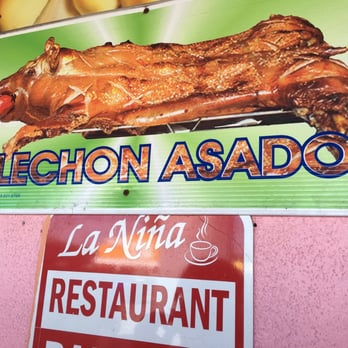 LECHON ASADO
La Niña
RESTAURANT